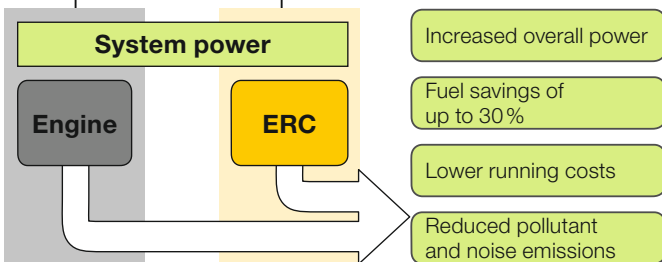 System power
Engine
ERC
Increased overall power
Fuel savings of
up to 30 %
Lower running costs
Reduced pollutant
and noise emissions